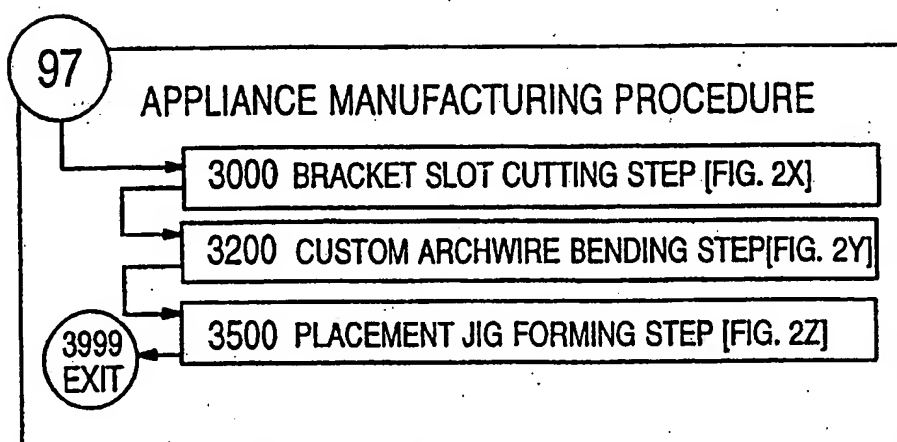 97
APPLIANCE MANUFACTURING PROCEDURE
3000 BRACKET SLOT CUTTING STEP [FIG. 2X]
3200 CUSTOM ARCHWIRE BENDING STEP[FIG. 2Y]
3500 PLACEMENT JIG FORMING STEP [FIG. 2Z]
3999
EXIT